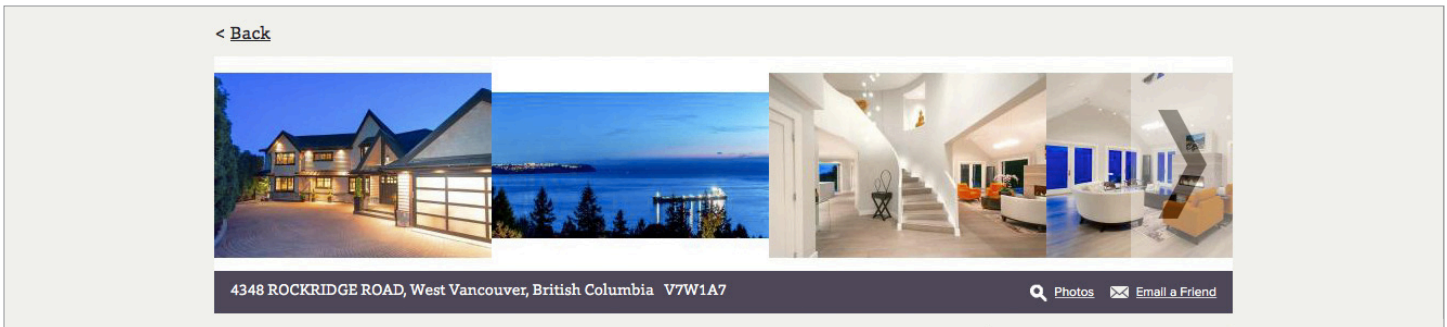 < Back
4348 ROCKRIDGE ROAD, West Vancouver, British Columbia V7W1A7
Photos Email a Friend